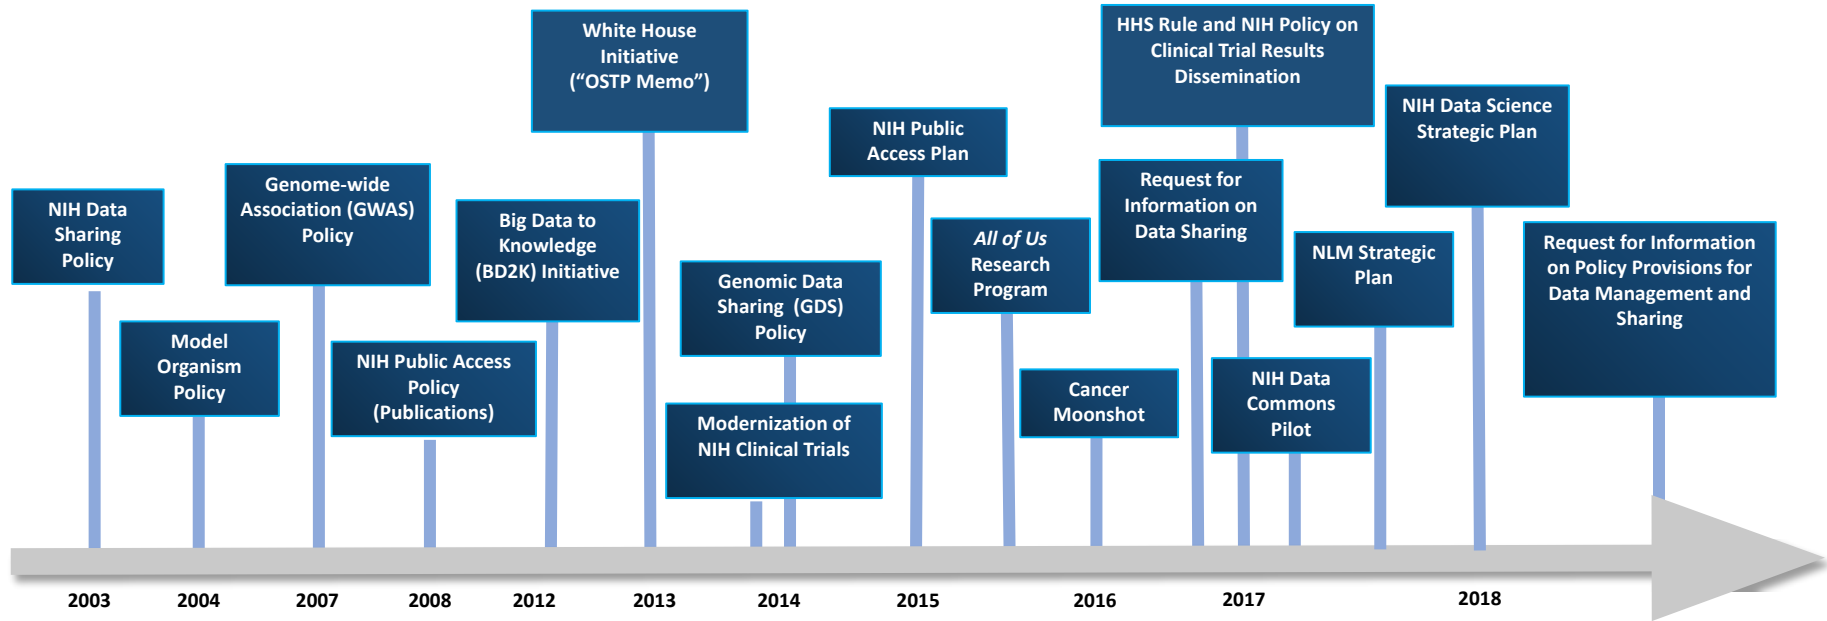 NIH Data
Sharing
Policy
Model
Organism
Policy
Genome-wide
Association (GWAS)
Policy
NIH Public Access
Policy
(Publications)
Big Data to
Knowledge
(BD2K) Initiative
White House
Initiative
(“OSTP Memo”)
Genomic Data
Sharing (GDS)
Policy
Modernization of
NIH Clinical Trials
NIH Public
Access Plan
All of Us
Research
Program
Cancer
Moonshot
HHS Rule and NIH Policy on
Clinical Trial Results
Dissemination
Request for
Information on
Data Sharing
NIH Data
Commons
Pilot
NLM Strategic
Plan
NIH Data Science
Strategic Plan
Request for Information
on Policy Provisions for
Data Management and
Sharing
2003
2004
2007
2008
2012
2013
2014
2015
2016
2017
2018